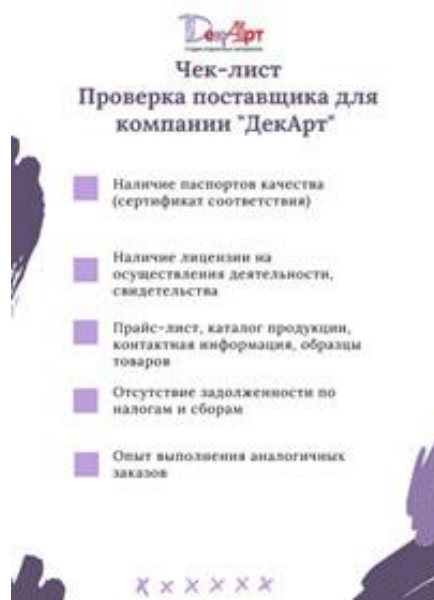 ДекАрт
Чек-лист
Проверка поставщика для
компании "ДекАрт"
Наличие паспортов качества
(сертификат соответствия)
Наличие лицензии на
осуществления деятельности,
свидетельства
Прайс-лист, каталог продукции,
контактная информация, образцы
товаров
Отсутствие задолженности по
налогам и сборам
Опыт выполнения аналогичных
заказов